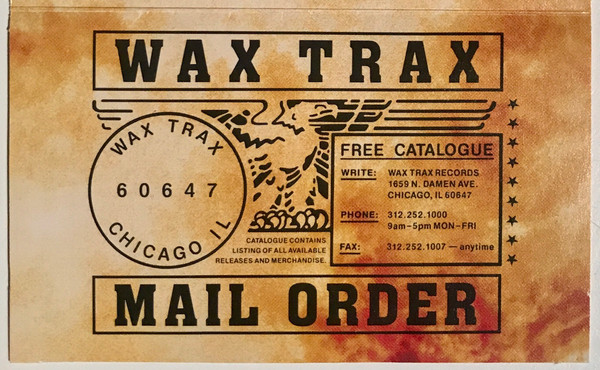 WAX TRAX
WAX TRAX
60647
CHICAGO IL
CATALOGUE CONTAINS
LISTING OF ALL AVAILABLE
RELEASES AND MERCHANDISE.
FREE CATALOGUE
WRITE: WAX TRAX RECORDS
1659 N. DAMEN AVE.
CHICAGO, IL 60647
PHONE: 312.252.1000
9am–5pm MON–FRI
FAX: 312.252.1007 — anytime
MAIL ORDER